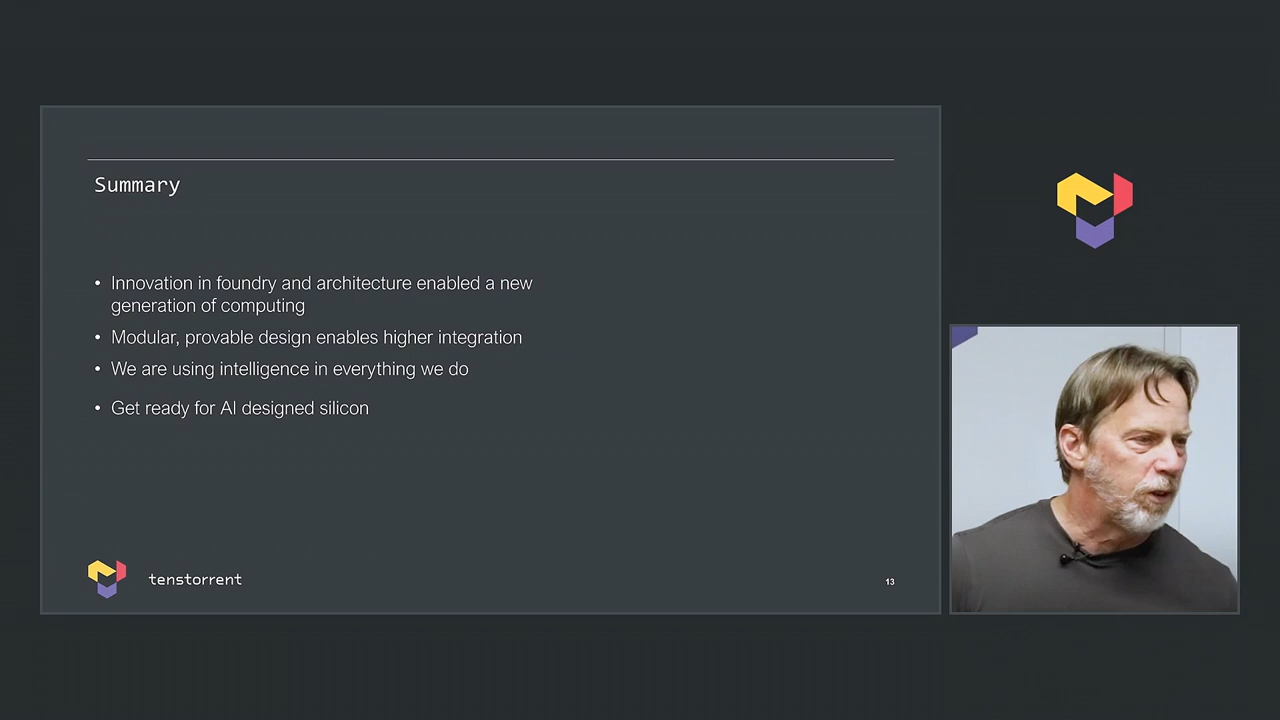 Summary
• Innovation in foundry and architecture enabled a new
generation of computing
• Modular, provable design enables higher integration
• We are using intelligence in everything we do
• Get ready for AI designed silicon
tenstorrent
13